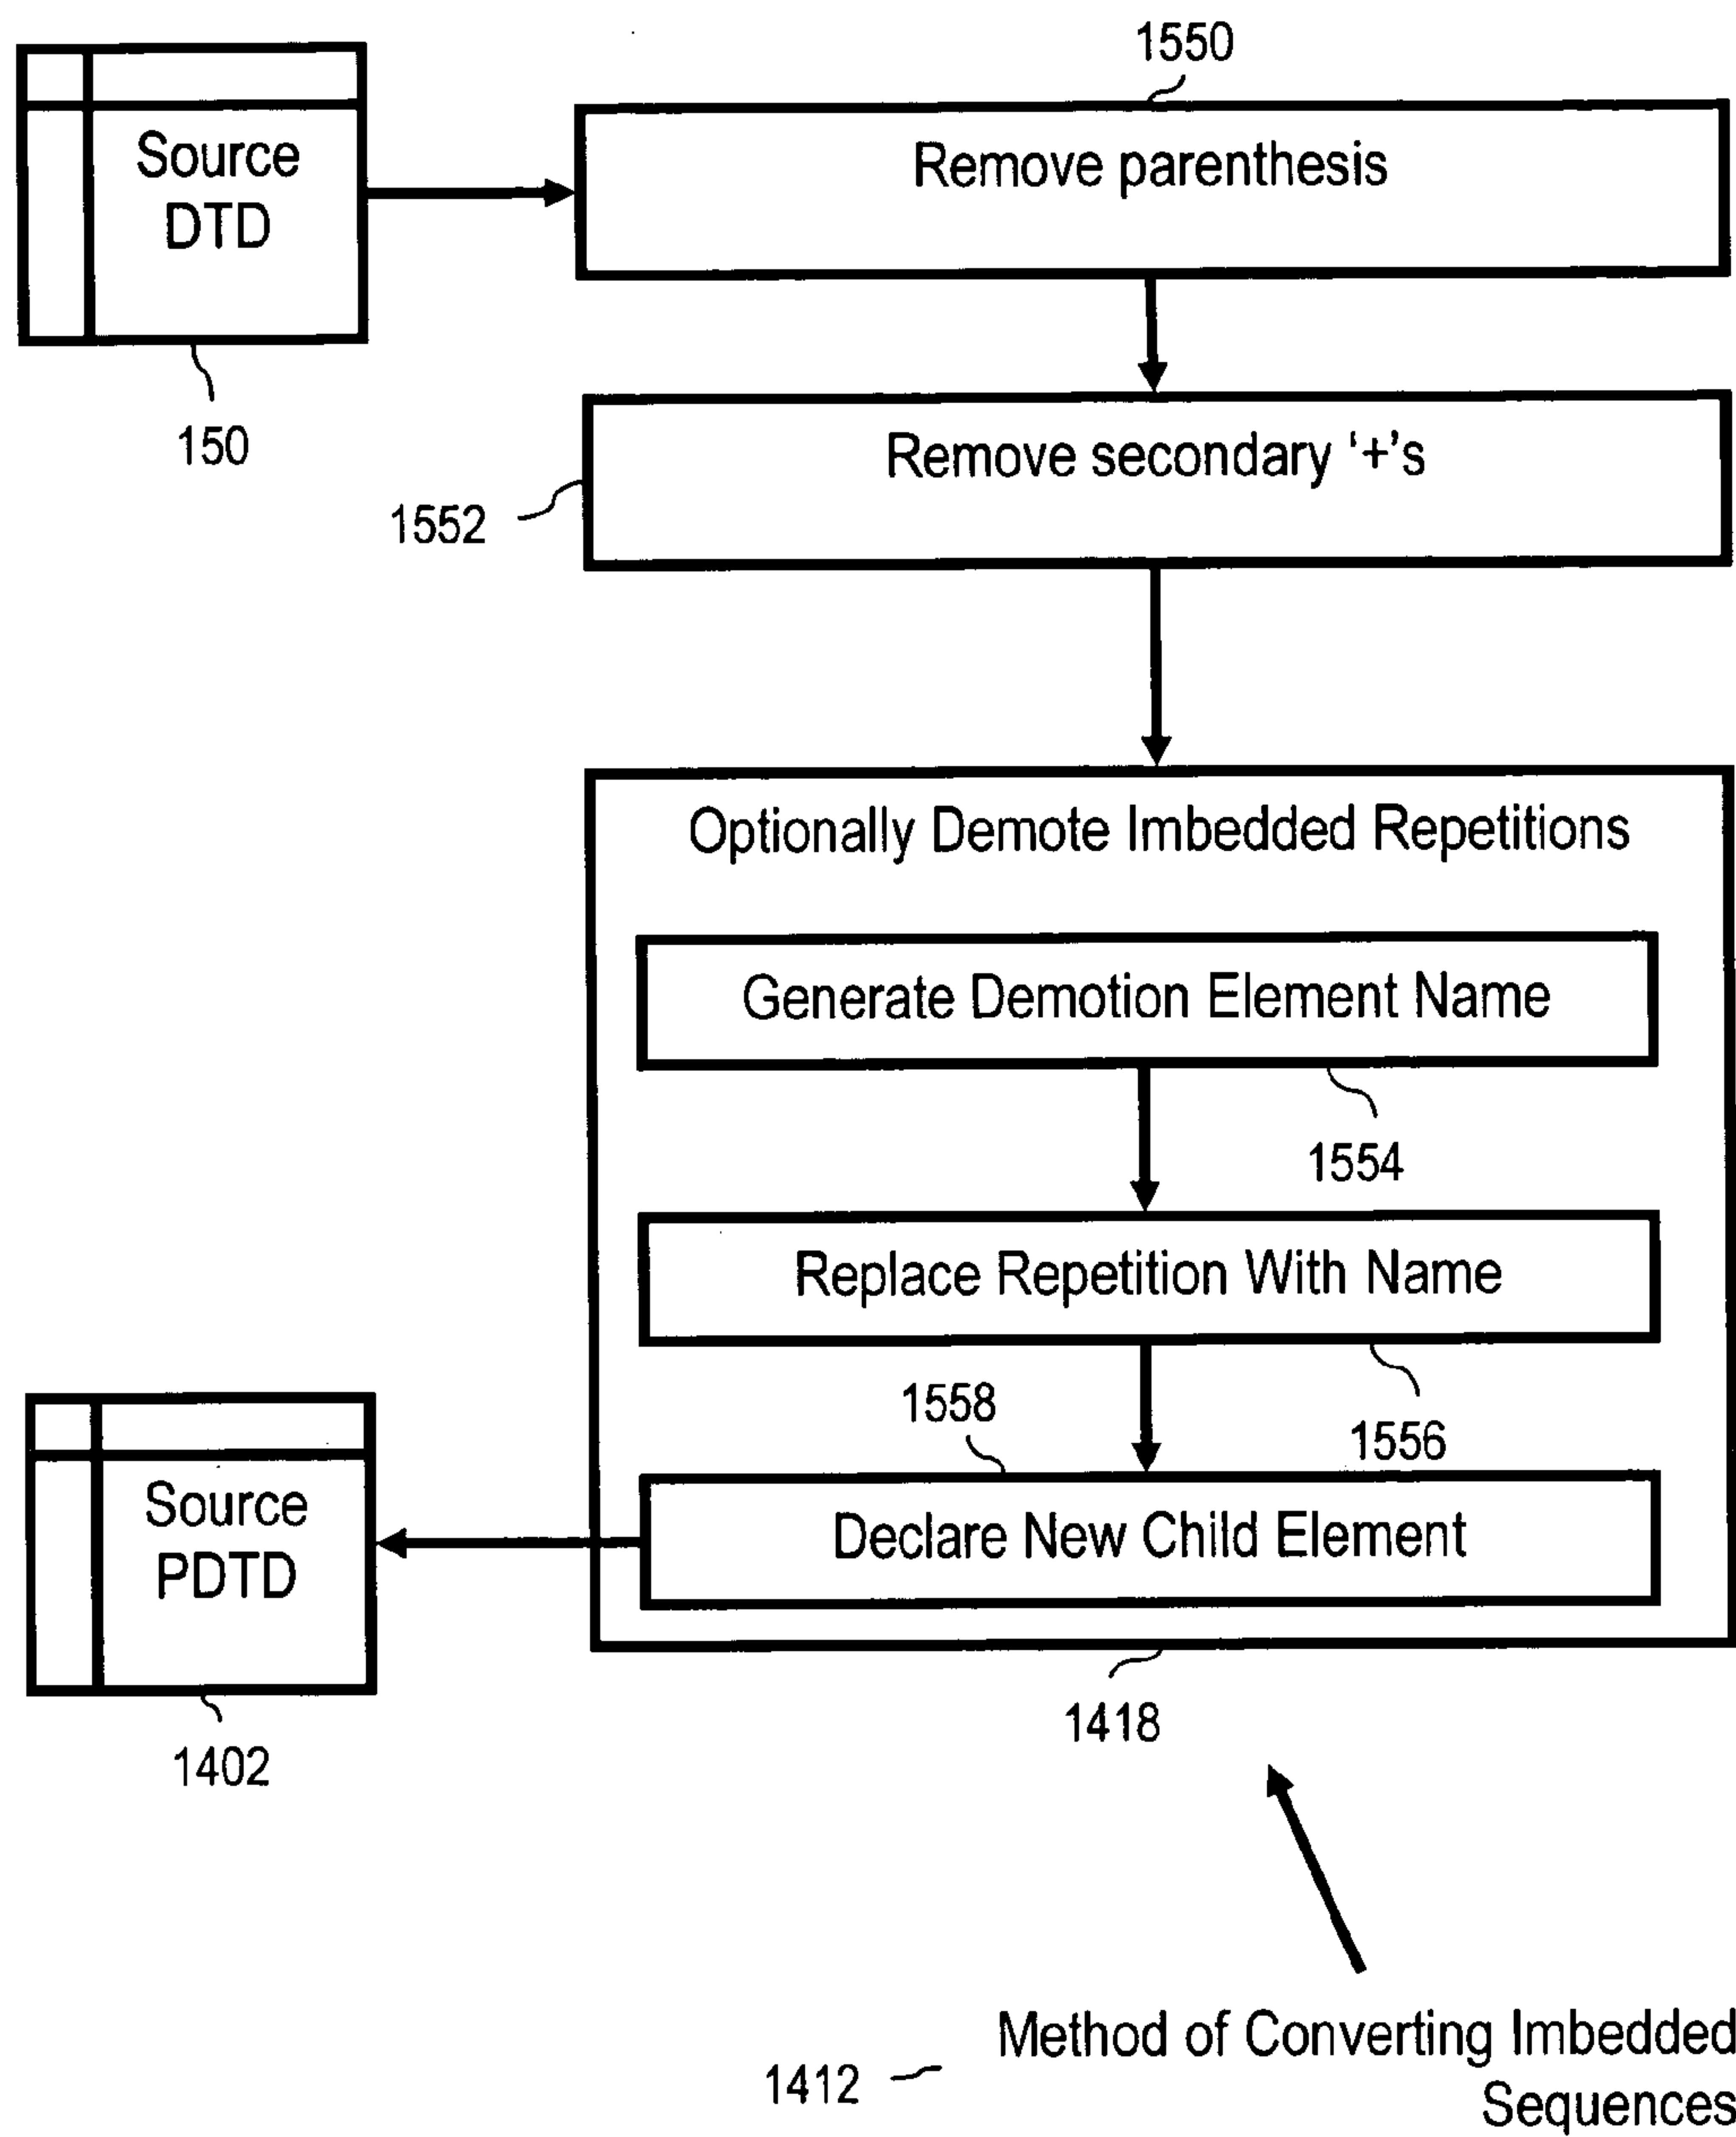 1550
Source
DTD
Remove parenthesis
150
Remove secondary ‘+’s
1552
Optionally Demote Imbedded Repetitions
Generate Demotion Element Name
1554
Replace Repetition With Name
1558
1556
Source
PDTD
Declare New Child Element
1418
1402
Method of Converting Imbedded
1412
Sequences